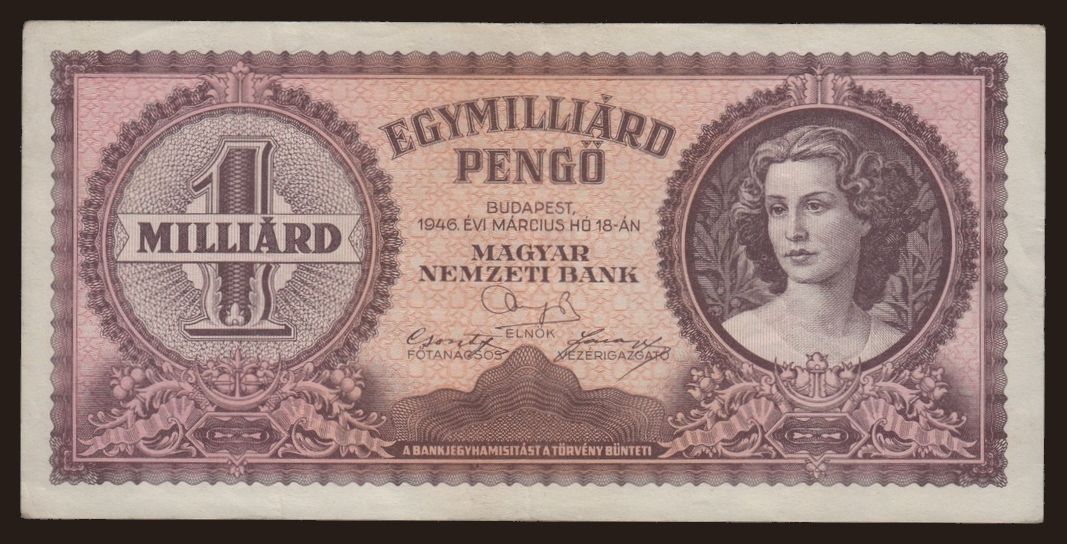 1
MILLIÁRD
EGYMILLIÁRD
PENGŐ
BUDAPEST,
1946. ÉVI MÁRCIUS HÓ 18-ÁN
MAGYAR
NEMZETI BANK
ELNÖK
FŐTANÁCSOS VEZÉRIGAZGATÓ
A BANKJEGYHAMISITÁST A TÖRVÉNY BÜNTETI